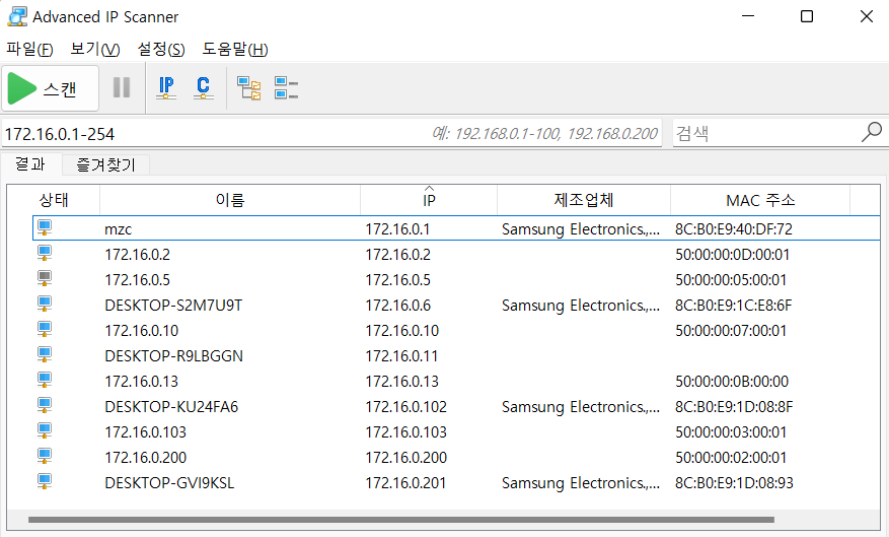 Advanced IP Scanner
파일(F) 보기(V) 설정(S) 도움말(H)
스캔 IP C
172.16.0.1-254 예: 192.168.0.1-100, 192.168.0.200 검색
결과 즐겨찾기
상태 이름 IP 제조업체 MAC 주소
mzc 172.16.0.1 Samsung Electronics.,... 8C:B0:E9:40:DF:72
172.16.0.2 172.16.0.2 50:00:00:0D:00:01
172.16.0.5 172.16.0.5 50:00:00:05:00:01
DESKTOP-S2M7U9T 172.16.0.6 Samsung Electronics.,... 8C:B0:E9:1C:E8:6F
172.16.0.10 172.16.0.10 50:00:00:07:00:01
DESKTOP-R9LBGGN 172.16.0.11
172.16.0.13 172.16.0.13 50:00:00:0B:00:00
DESKTOP-KU24FA6 172.16.0.102 Samsung Electronics.,... 8C:B0:E9:1D:08:8F
172.16.0.103 172.16.0.103 50:00:00:03:00:01
172.16.0.200 172.16.0.200 50:00:00:02:00:01
DESKTOP-GVI9KSL 172.16.0.201 Samsung Electronics.,... 8C:B0:E9:1D:08:93